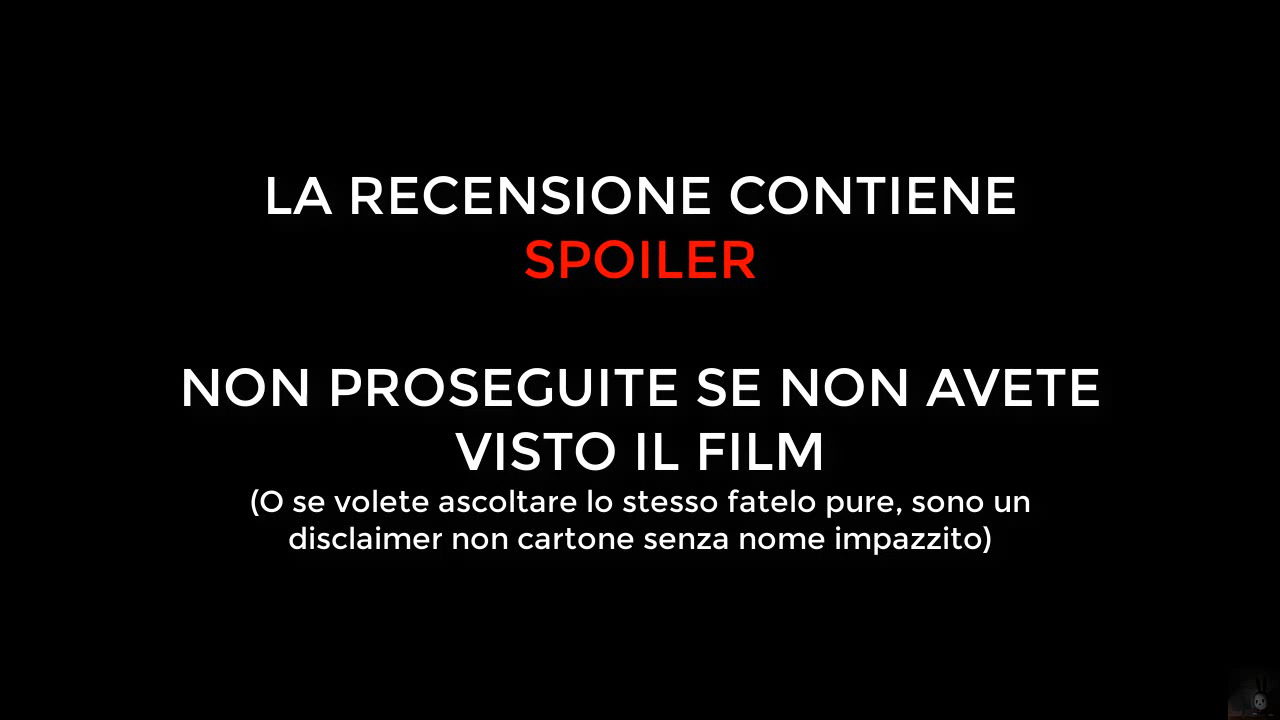 LA RECENSIONE CONTIENE
SPOILER
NON PROSEGUITE SE NON AVETE
VISTO IL FILM
(O se volete ascoltare lo stesso fatelo pure, sono un
disclaimer non cartone senza nome impazzito)